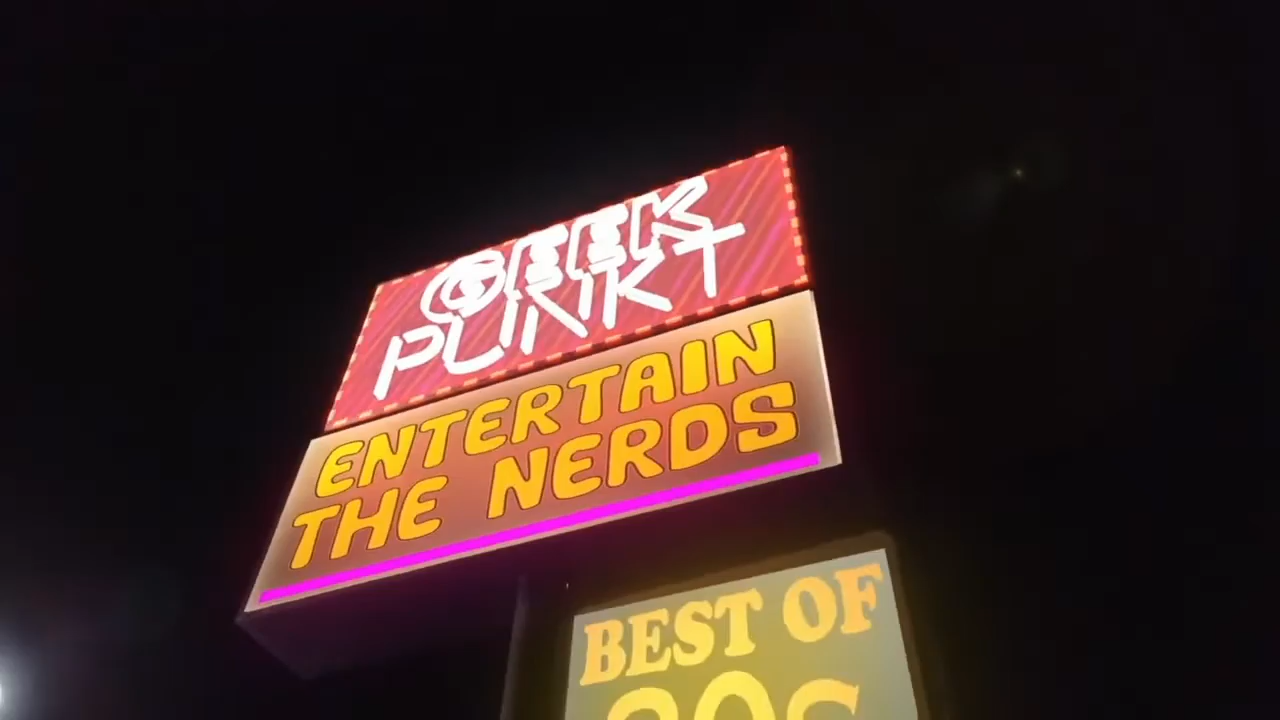 GEEK
PUNKT
ENTERTAIN
THE NERDS
BEST OF